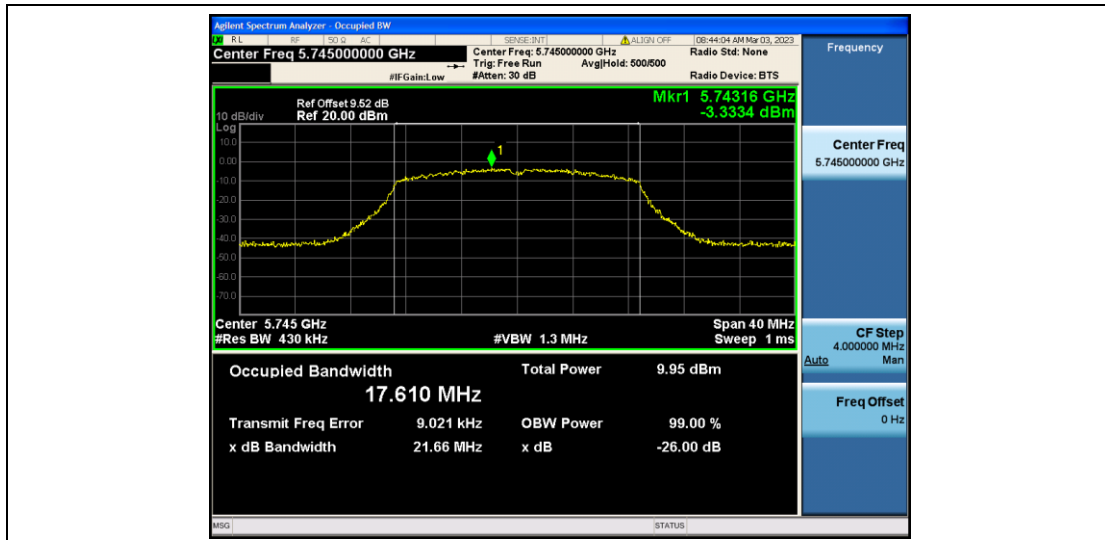 Agilent Spectrum Analyzer - Occupied BW
RL RF 50 Ω AC SENSE:INT ALIGN OFF 08:44:04 AM Mar 03, 2023
Center Freq 5.745000000 GHz Center Freq: 5.745000000 GHz Radio Std: None
Trig: Free Run Avg|Hold: 500/500
#IFGain:Low #Atten: 30 dB Radio Device: BTS
Frequency
Ref Offset 9.52 dB Mkr1 5.74316 GHz
10 dB/div Ref 20.00 dBm -3.3334 dBm
Log
10.0
0.00
-10.0
-20.0
-30.0
-40.0
-50.0
-60.0
-70.0
1
Center 5.745 GHz Span 40 MHz
#Res BW 430 kHz #VBW 1.3 MHz Sweep 1 ms
Occupied Bandwidth Total Power 9.95 dBm
17.610 MHz
Transmit Freq Error 9.021 kHz OBW Power 99.00 %
x dB Bandwidth 21.66 MHz x dB -26.00 dB
Center Freq
5.745000000 GHz
CF Step
4.000000 MHz
Auto Man
Freq Offset
0 Hz
MSG STATUS